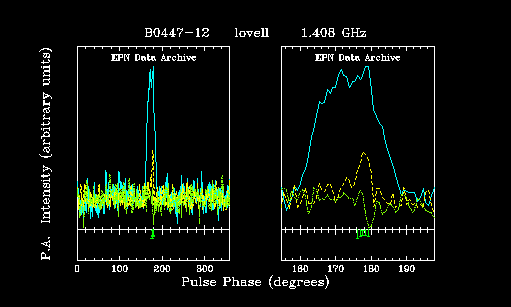 B0447-12 lovell 1.408 GHz
EPN Data Archive EPN Data Archive
P.A. Intensity (arbitrary units)
0 100 200 300 160 170 180 190
Pulse Phase (degrees)